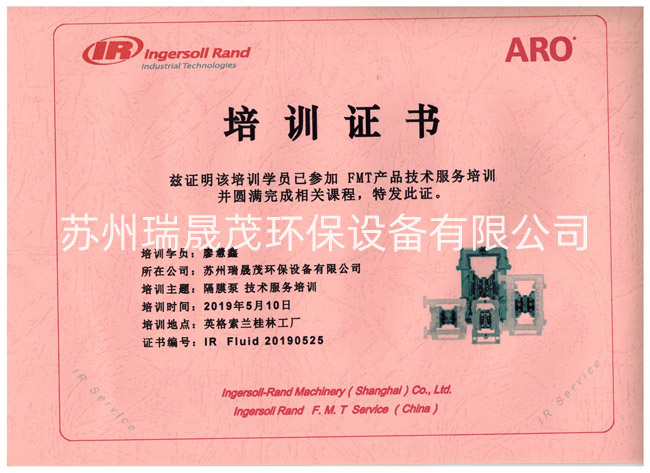 IR Ingersoll Rand
Industrial Technologies
ARO
培训证书
兹证明该培训学员已参加 FMT产品技术服务培训
并圆满完成相关课程，特发此证。
苏州瑞晟茂环保设备有限公司
培训学员：廖意鑫
所在公司：苏州瑞晟茂环保设备有限公司
培训主题：隔膜泵 技术服务培训
培训时间：2019年5月10日
培训地点：英格索兰桂林工厂
证书编号：IR Fluid 20190525
IR Service
IR Service
Ingersoll-Rand Machinery ( Shanghai ) Co., Ltd.
Ingersoll Rand F. M. T Service ( China )